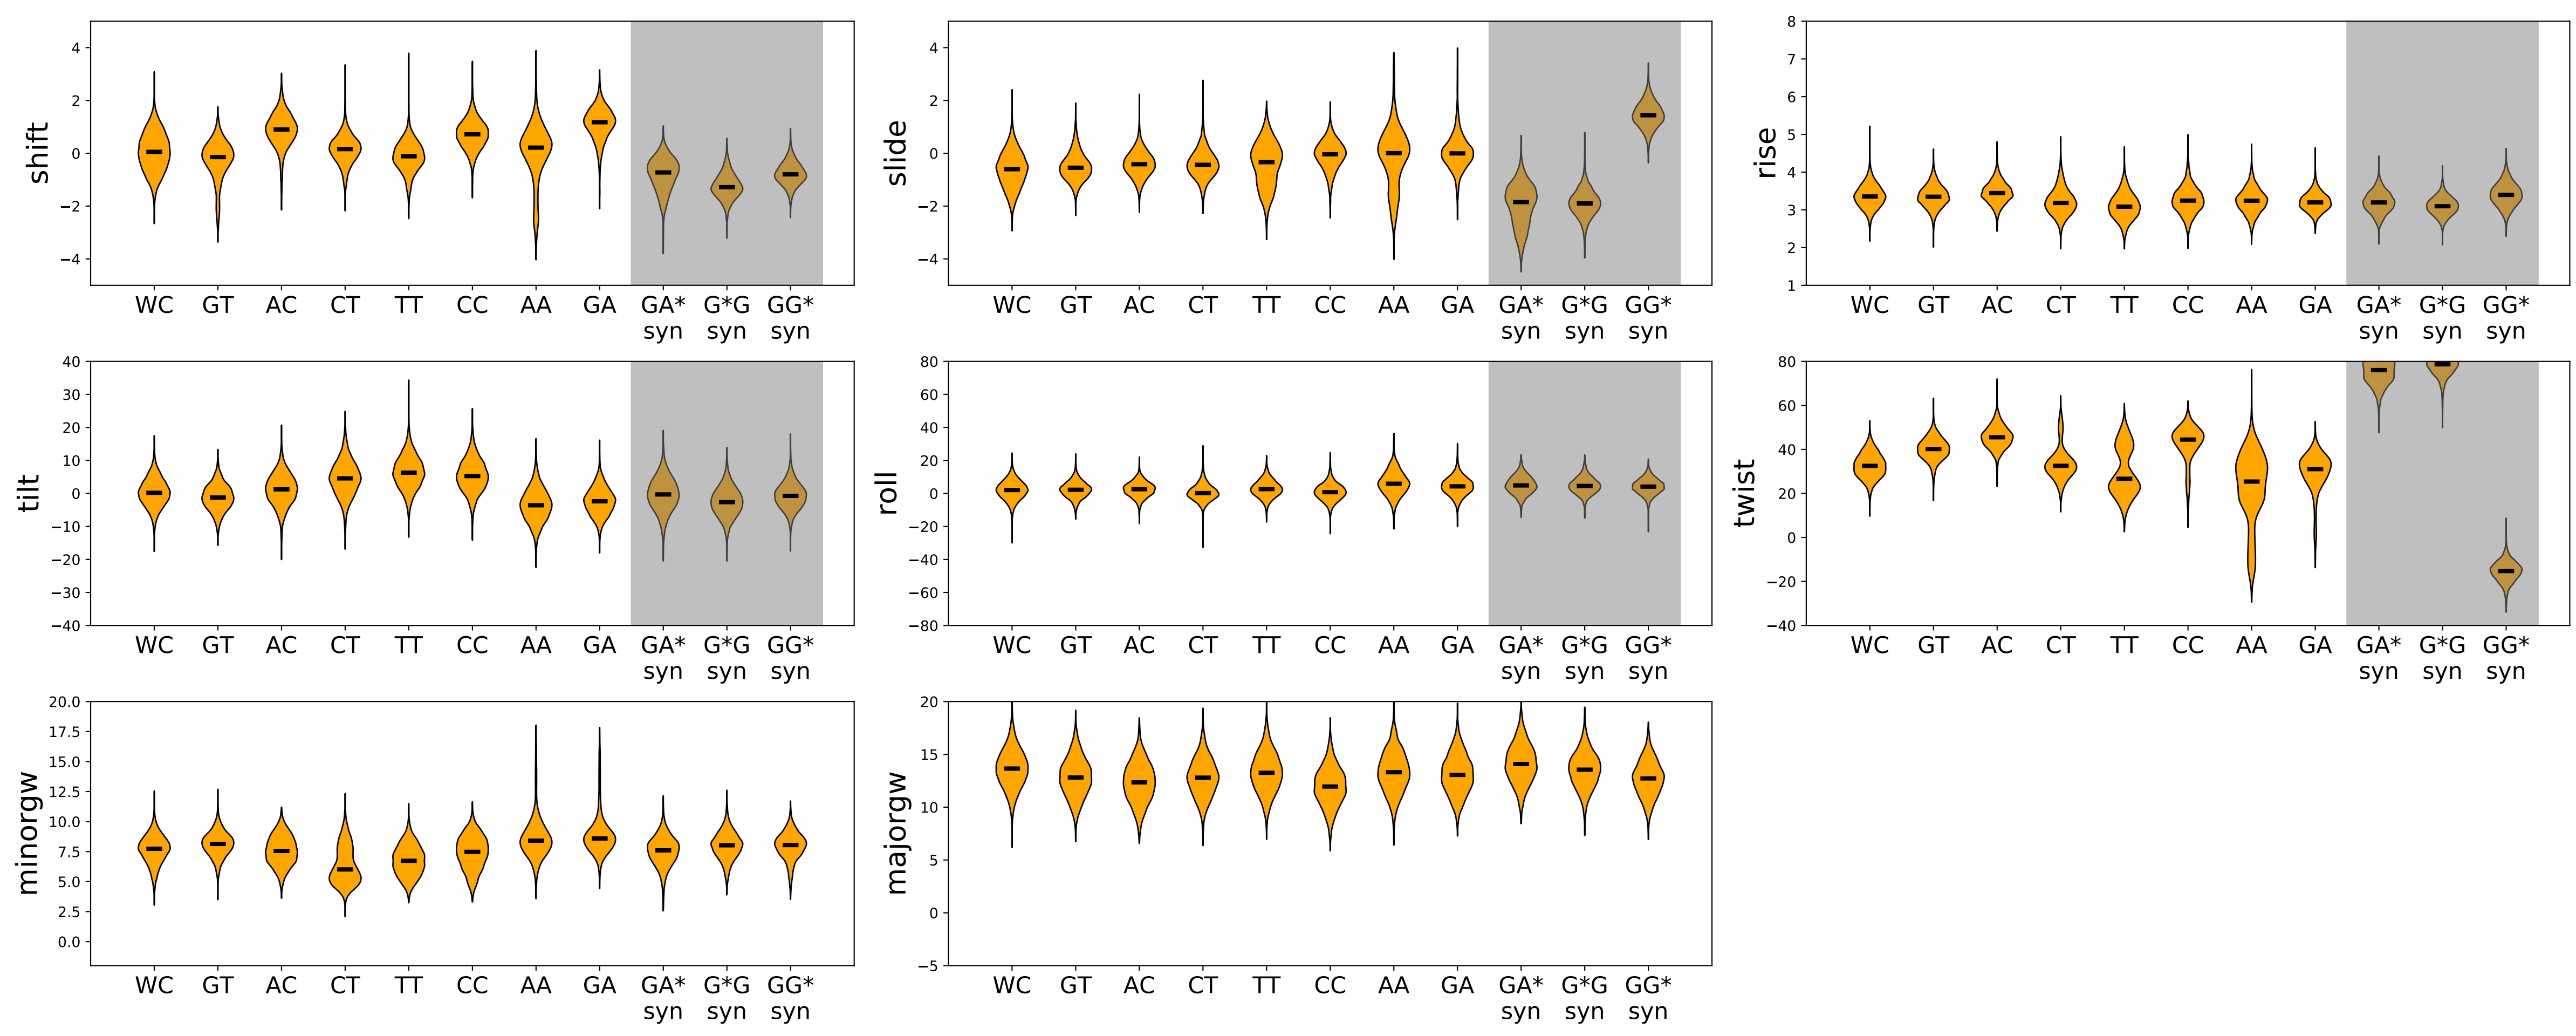 shift
4
2
0
−2
−4
WC GT AC CT TT CC AA GA GA* G*G GG*
syn syn syn
slide
4
2
0
−2
−4
WC GT AC CT TT CC AA GA GA* G*G GG*
syn syn syn
rise
8
7
6
5
4
3
2
1
WC GT AC CT TT CC AA GA GA* G*G GG*
syn syn syn
tilt
40
30
20
10
0
−10
−20
−30
−40
WC GT AC CT TT CC AA GA GA* G*G GG*
syn syn syn
roll
80
60
40
20
0
−20
−40
−60
−80
WC GT AC CT TT CC AA GA GA* G*G GG*
syn syn syn
twist
80
60
40
20
0
−20
−40
WC GT AC CT TT CC AA GA GA* G*G GG*
syn syn syn
minorgw
20.0
17.5
15.0
12.5
10.0
7.5
5.0
2.5
0.0
WC GT AC CT TT CC AA GA GA* G*G GG*
syn syn syn
majorgw
20
15
10
5
0
−5
WC GT AC CT TT CC AA GA GA* G*G GG*
syn syn syn